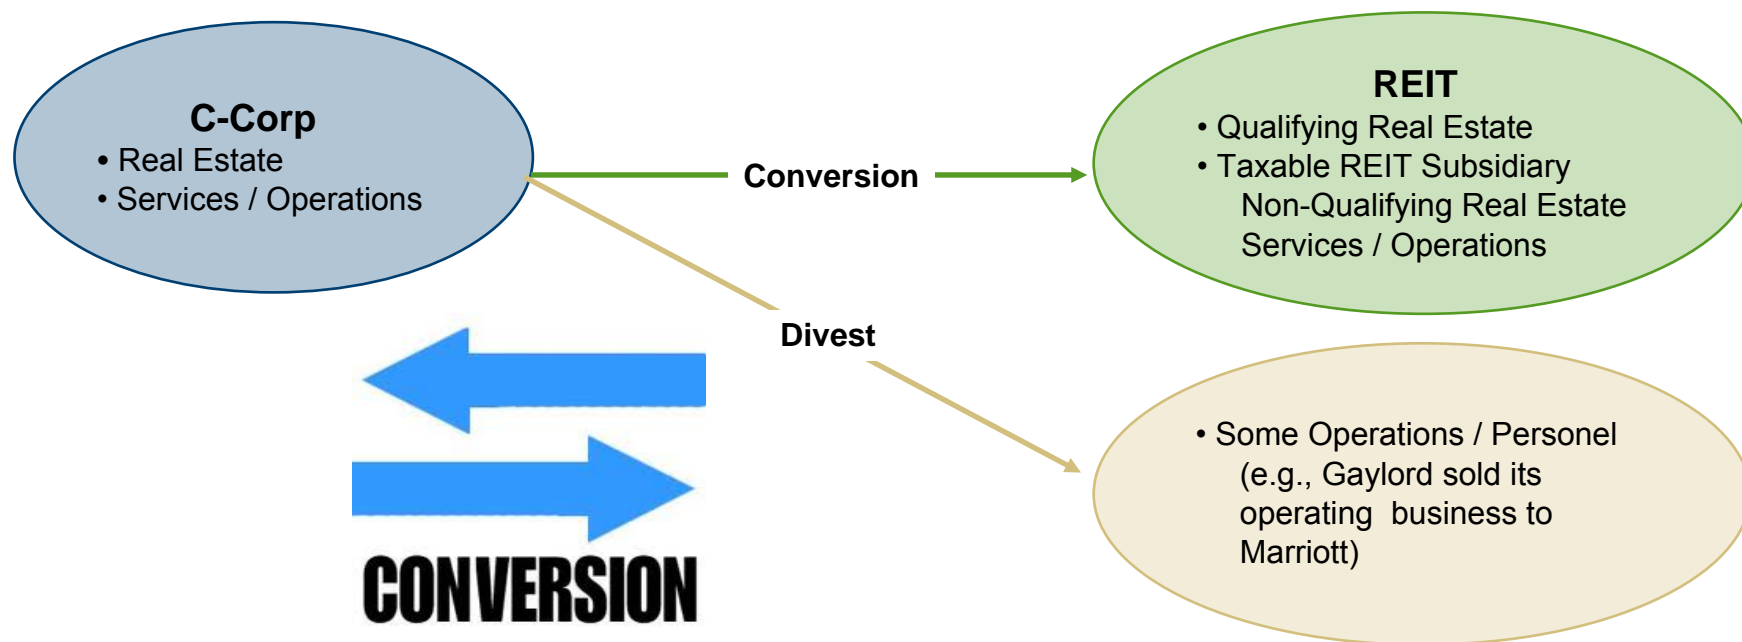 C-Corp
• Real Estate
• Services / Operations
Conversion
REIT
• Qualifying Real Estate
• Taxable REIT Subsidiary
Non-Qualifying Real Estate
Services / Operations
Divest
• Some Operations / Personel
(e.g., Gaylord sold its
operating business to
Marriott)
CONVERSION